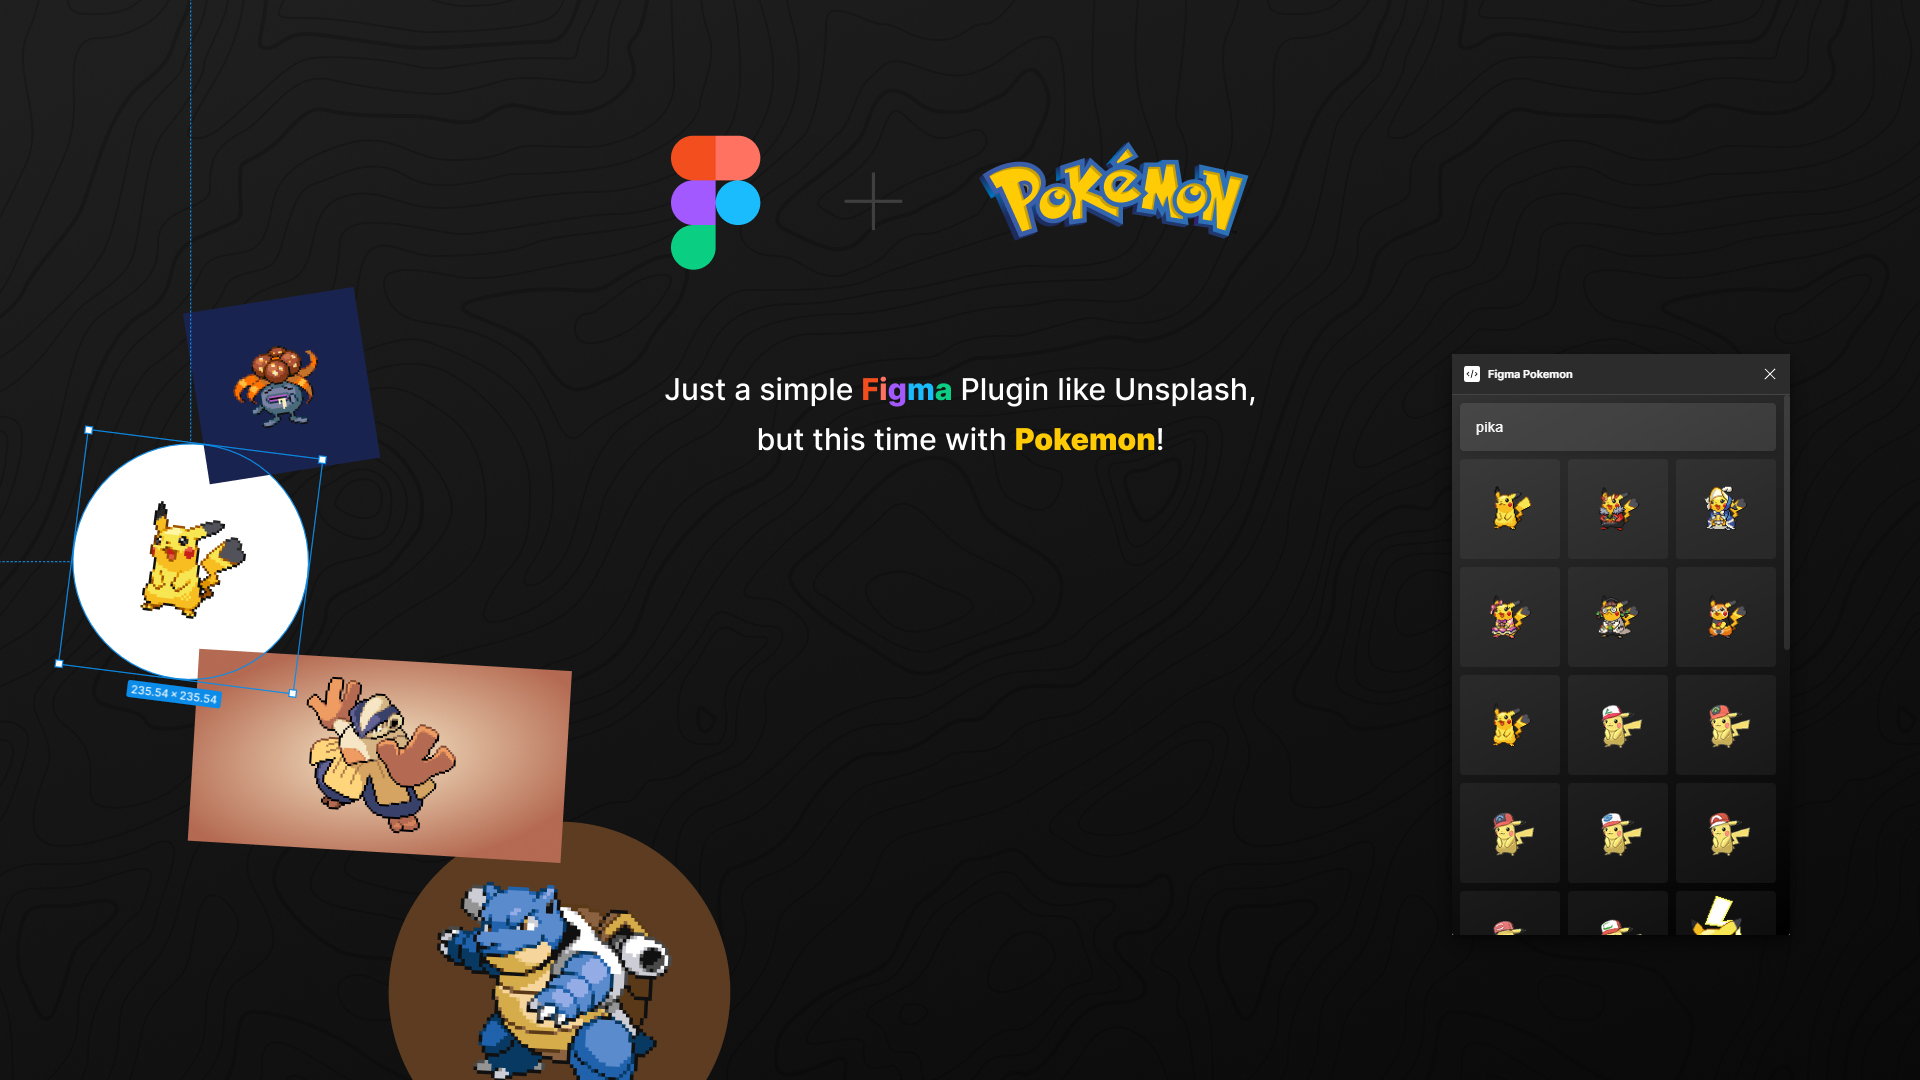 POKéMON
Just a simple Figma Plugin like Unsplash,
but this time with Pokemon!
Figma Pokemon
pika
235.54 × 235.54